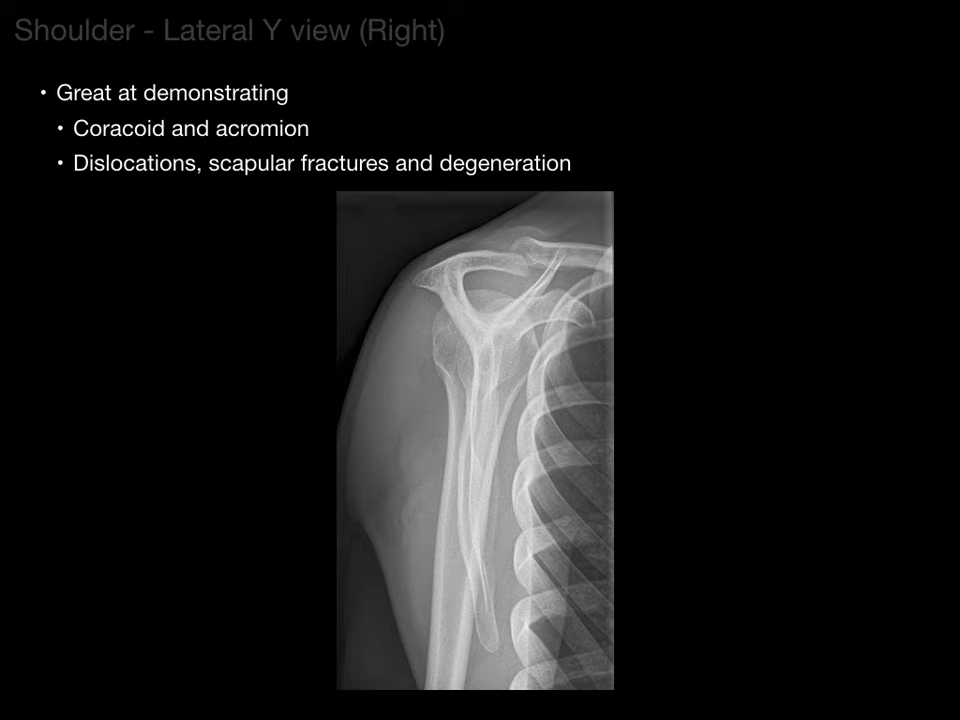 Shoulder - Lateral Y view (Right)
• Great at demonstrating
• Coracoid and acromion
• Dislocations, scapular fractures and degeneration